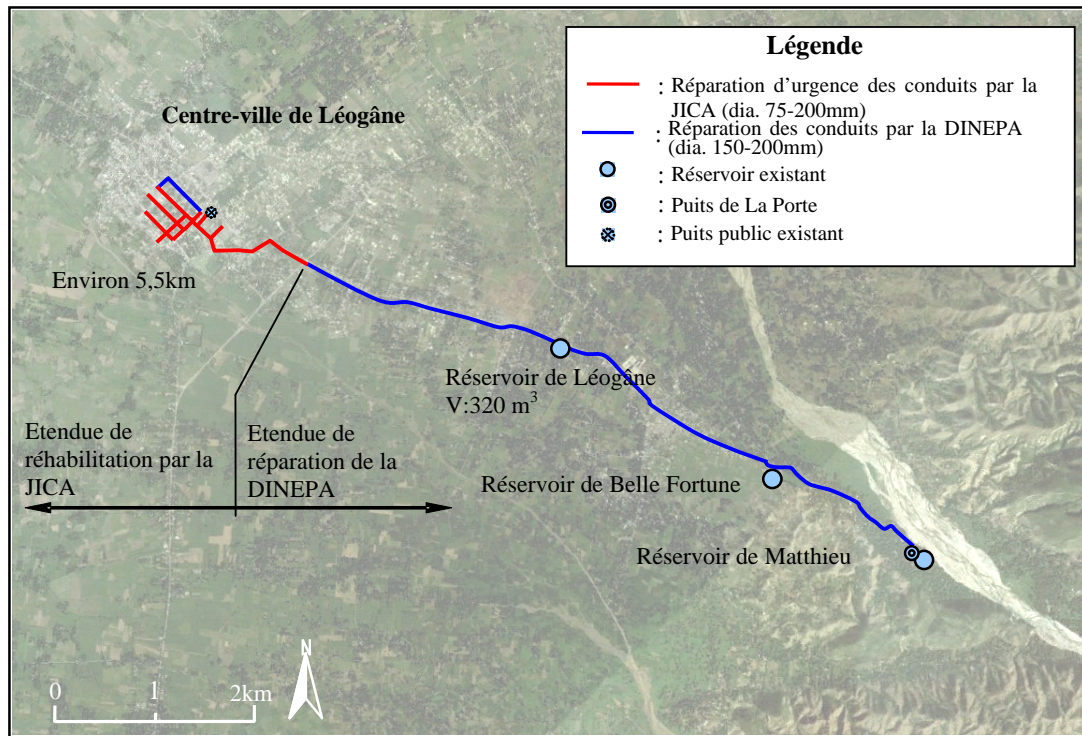 Légende
: Réparation d'urgence des conduits par la
JICA (dia. 75-200mm)
: Réparation des conduits par la DINEPA
(dia. 150-200mm)
: Réservoir existant
: Puits de La Porte
: Puits public existant
Centre-ville de Léogâne
Environ 5,5km
Réservoir de Léogâne
V:320 m³
Etendue de
réhabilitation par la
JICA
Etendue de
réparation de la
DINEPA
Réservoir de Belle Fortune
Réservoir de Matthieu
N
0 1 2km